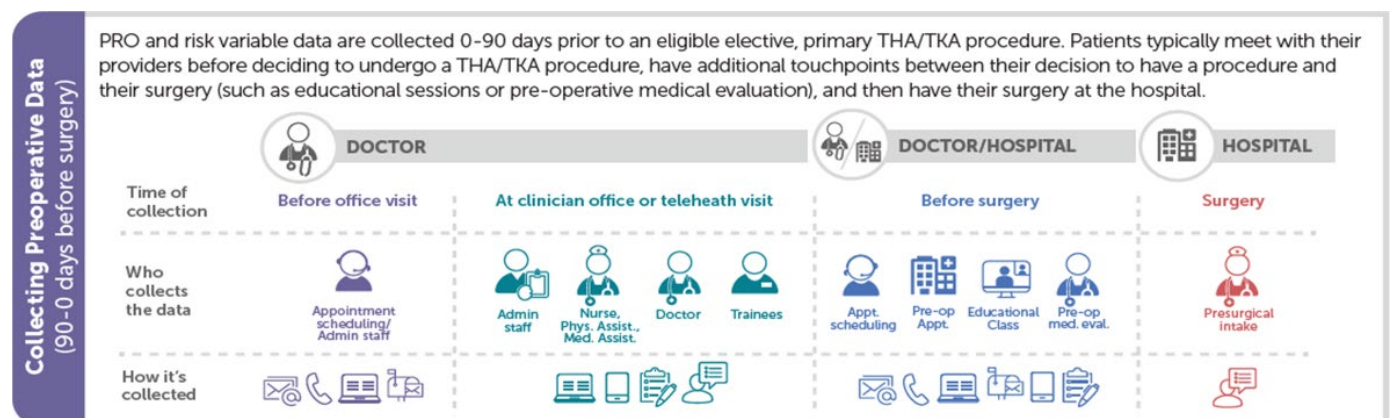 Collecting Preoperative Data
(90-0 days before surgery)
PRO and risk variable data are collected 0-90 days prior to an eligible elective, primary THA/TKA procedure. Patients typically meet with their
providers before deciding to undergo a THA/TKA procedure, have additional touchpoints between their decision to have a procedure and
their surgery (such as educational sessions or pre-operative medical evaluation), and then have their surgery at the hospital.
DOCTOR
DOCTOR/HOSPITAL
HOSPITAL
Time of
collection
Before office visit
At clinician office or teleheath visit
Before surgery
Surgery
Who
collects
the data
Appointment
scheduling/
Admin staff
Admin
staff
Nurse,
Phys. Assist.,
Med. Assist.
Doctor
Trainees
Appt.
scheduling
Pre-op
Appt.
Educational
Class
Pre-op
med. eval.
Presurgical
intake
How it's
collected